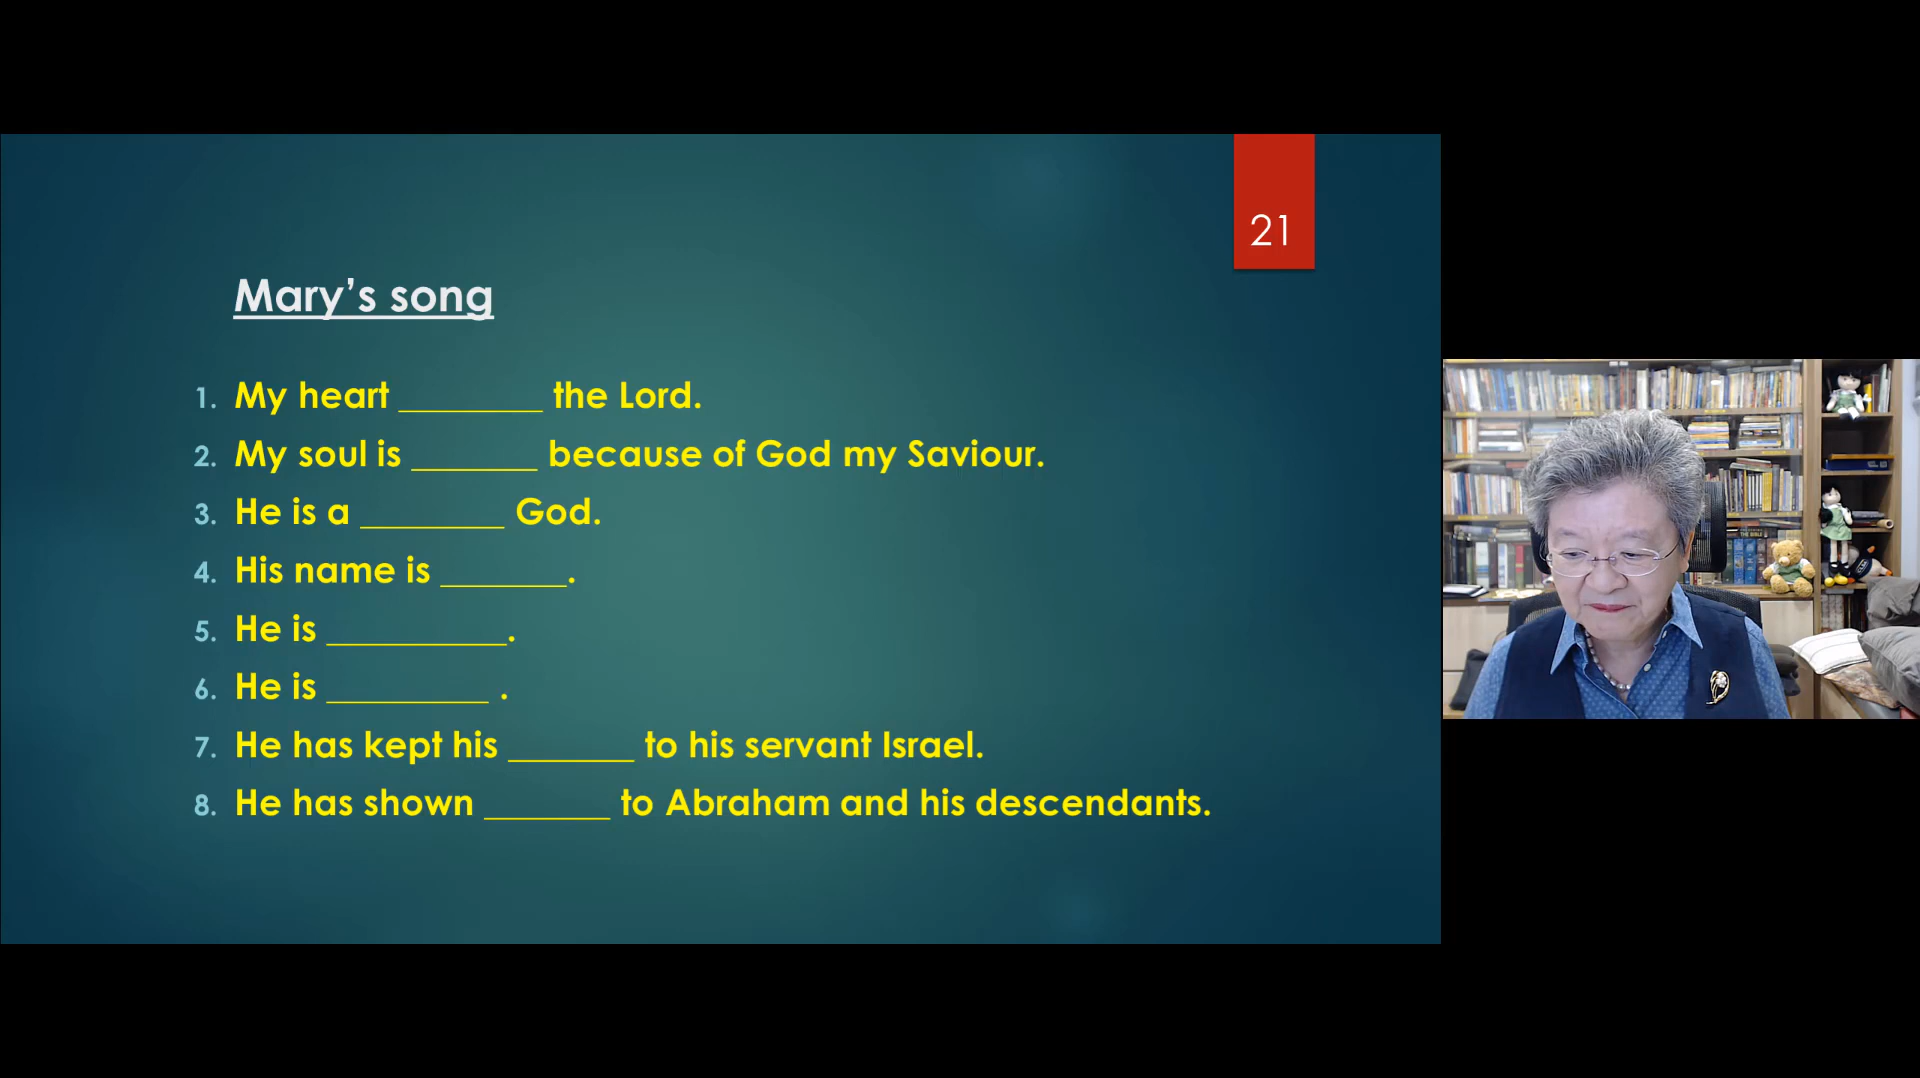 21
Mary’s song
1. My heart ________ the Lord.
2. My soul is _______ because of God my Saviour.
3. He is a ________ God.
4. His name is _______.
5. He is __________.
6. He is _________ .
7. He has kept his _______ to his servant Israel.
8. He has shown _______ to Abraham and his descendants.
THE BIBLE